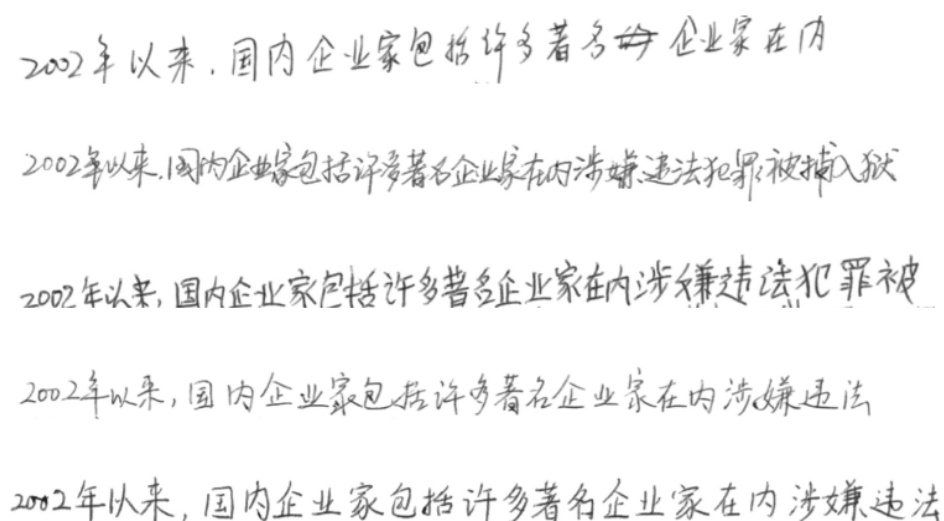 2002年以来,国内企业家包括许多著名企业家在内
2002年以来,国内企业家包括许多著名企业家在内涉嫌违法犯罪被捕入狱
2002年以来,国内企业家包括许多著名企业家在内涉嫌违法犯罪被
2002年以来,国内企业家包括许多著名企业家在内涉嫌违法
2002年以来,国内企业家包括许多著名企业家在内涉嫌违法